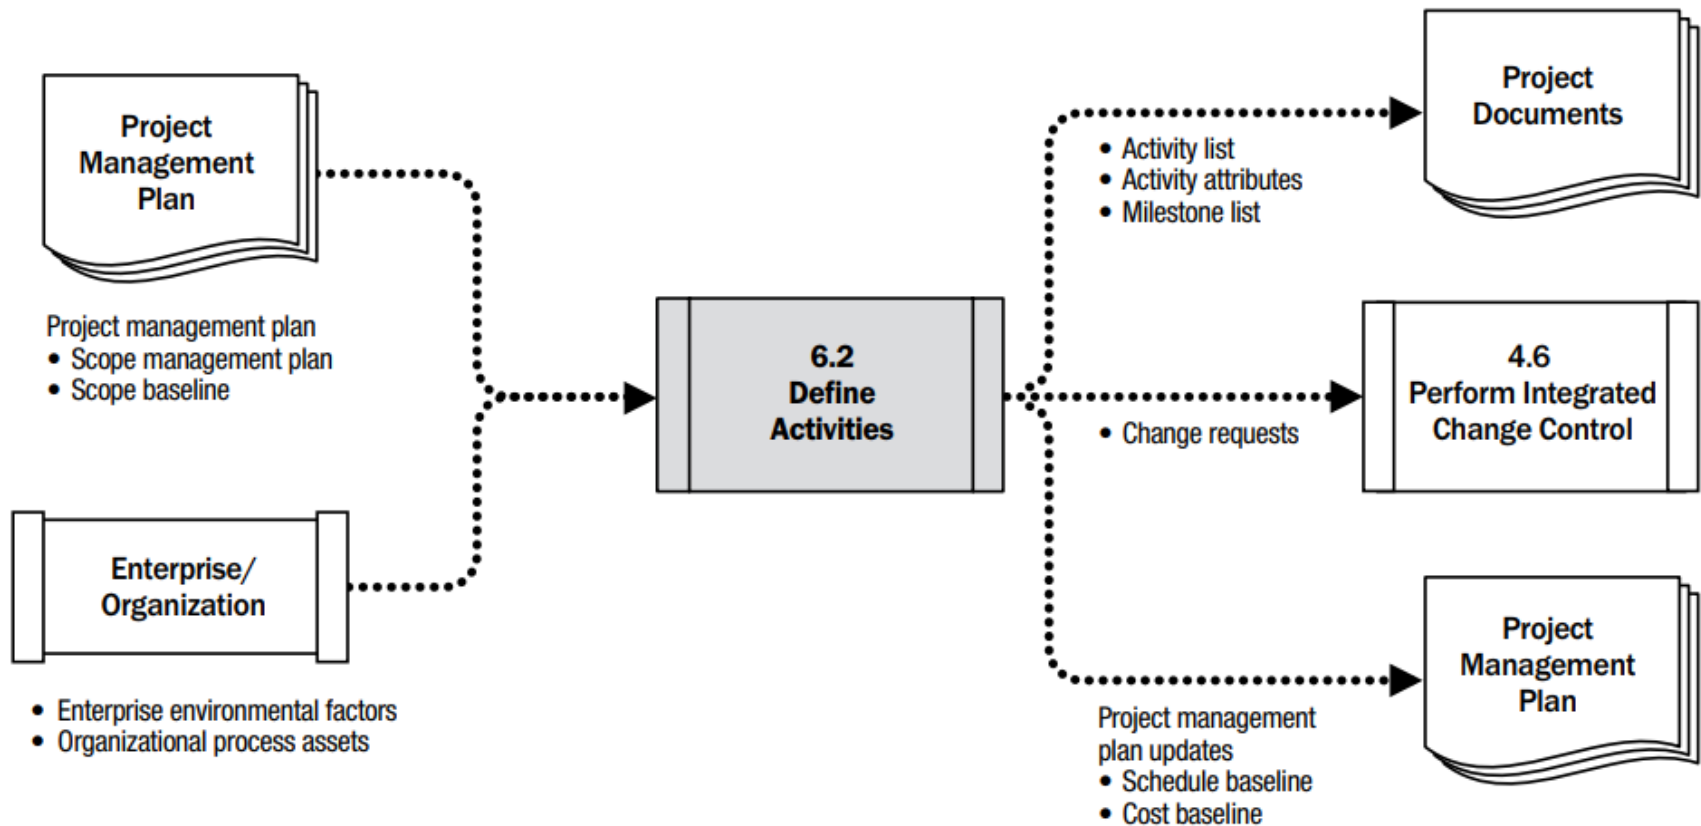 Project
Management
Plan
Project management plan
• Scope management plan
• Scope baseline
Enterprise/
Organization
• Enterprise environmental factors
• Organizational process assets
6.2
Define
Activities
• Activity list
• Activity attributes
• Milestone list
Project
Documents
• Change requests
4.6
Perform Integrated
Change Control
Project management
plan updates
• Schedule baseline
• Cost baseline
Project
Management
Plan